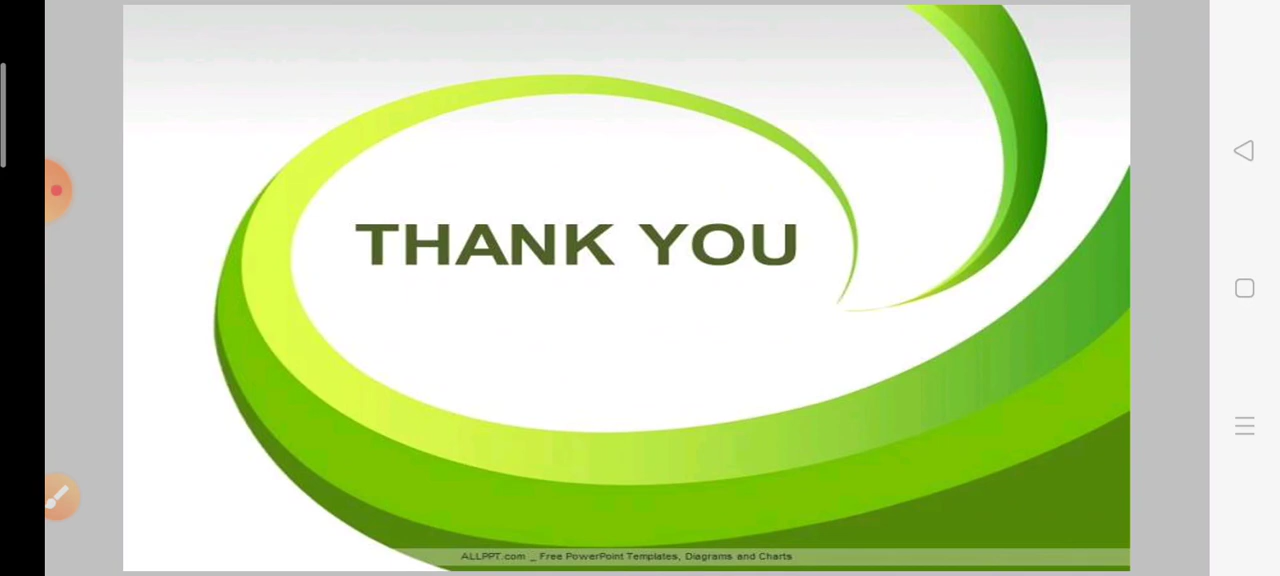 THANK YOU
ALLPPT.com _ Free PowerPoint Templates, Diagrams and Charts